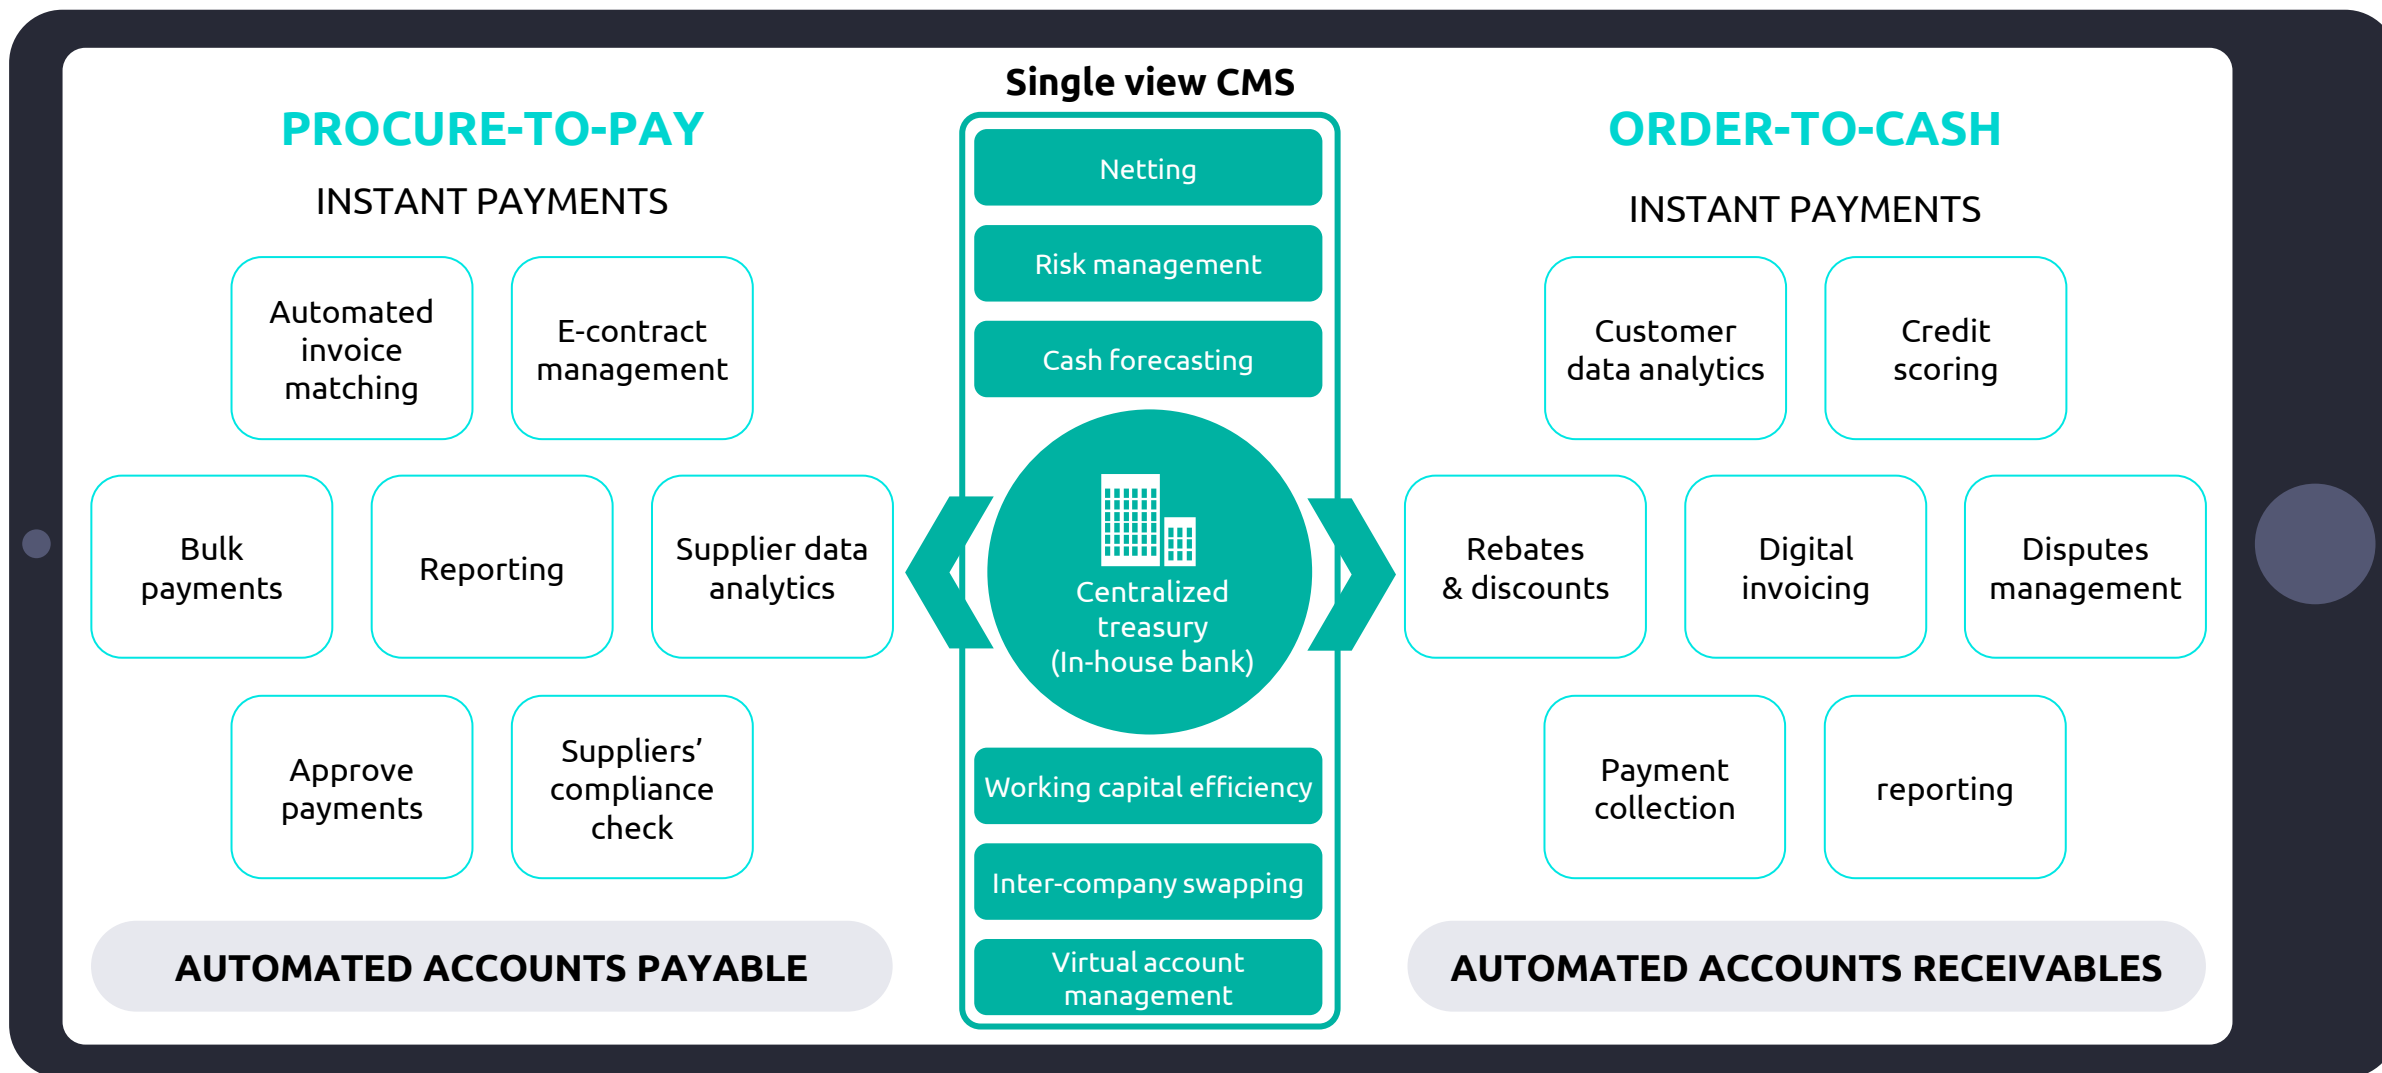 Single view CMS
PROCURE-TO-PAY
INSTANT PAYMENTS
Automated
invoice
matching
E-contract
management
Bulk
payments
Reporting
Supplier data
analytics
Approve
payments
Suppliers’
compliance
check
AUTOMATED ACCOUNTS PAYABLE
Netting
Risk management
Cash forecasting
Centralized
treasury
(In-house bank)
Working capital efficiency
Inter-company swapping
Virtual account
management
ORDER-TO-CASH
INSTANT PAYMENTS
Customer
data analytics
Credit
scoring
Rebates
& discounts
Digital
invoicing
Disputes
management
Payment
collection
reporting
AUTOMATED ACCOUNTS RECEIVABLES